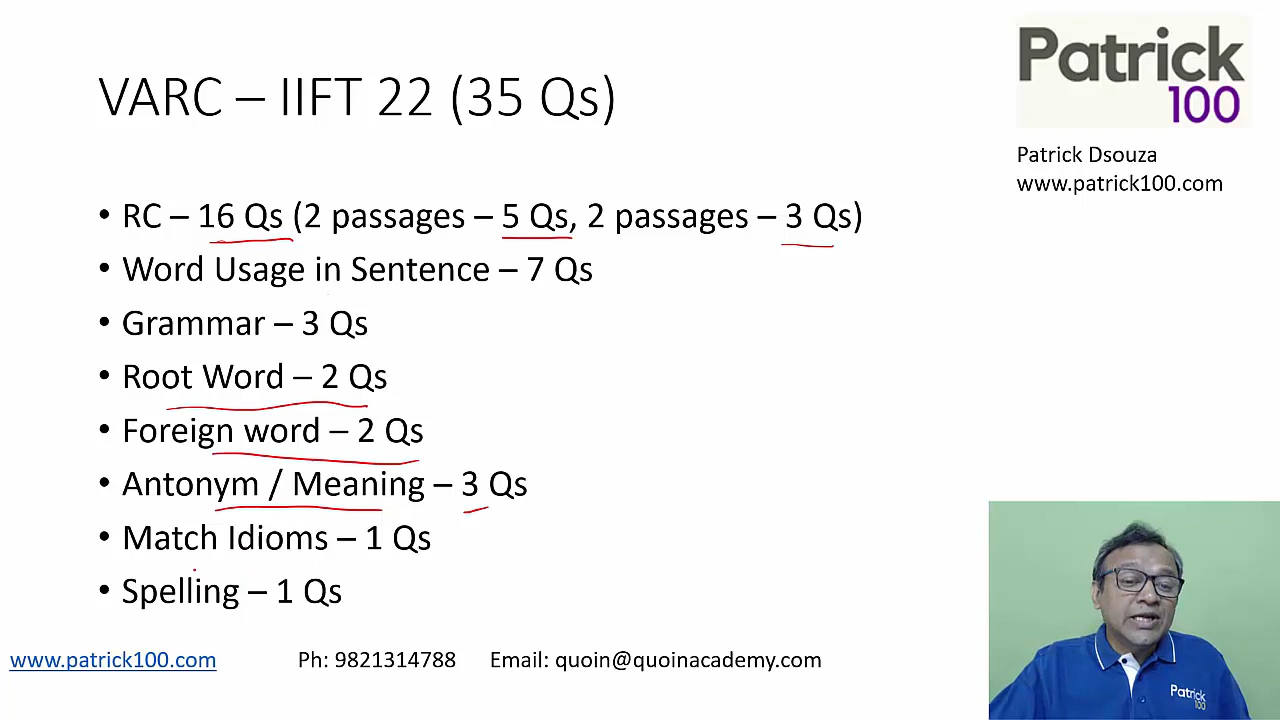 VARC – IIFT 22 (35 Qs)
Patrick
100
Patrick Dsouza
www.patrick100.com
• RC – 16 Qs (2 passages – 5 Qs, 2 passages – 3 Qs)
• Word Usage in Sentence – 7 Qs
• Grammar – 3 Qs
• Root Word – 2 Qs
• Foreign word – 2 Qs
• Antonym / Meaning – 3 Qs
• Match Idioms – 1 Qs
• Spelling – 1 Qs
www.patrick100.com Ph: 9821314788 Email: quoin@quoinacademy.com
Patrick
100